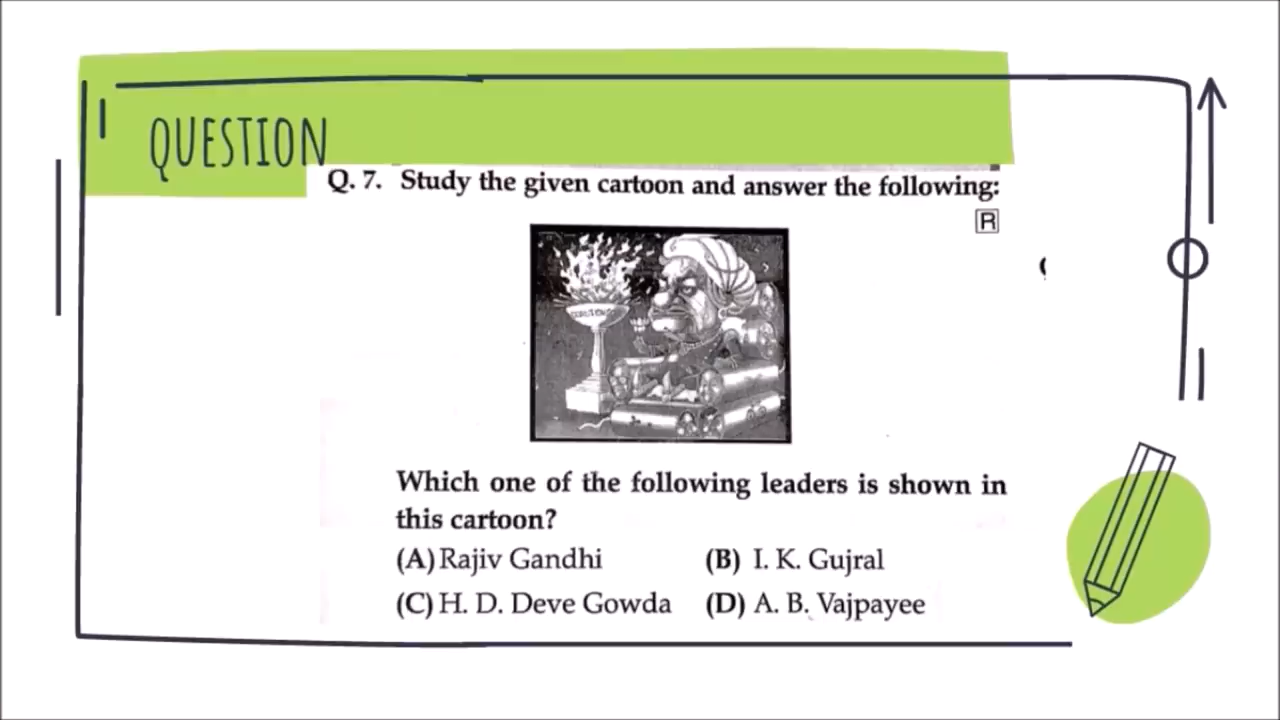 QUESTION
Q. 7. Study the given cartoon and answer the following:
R
Which one of the following leaders is shown in
this cartoon?
(A) Rajiv Gandhi (B) I. K. Gujral
(C) H. D. Deve Gowda (D) A. B. Vajpayee